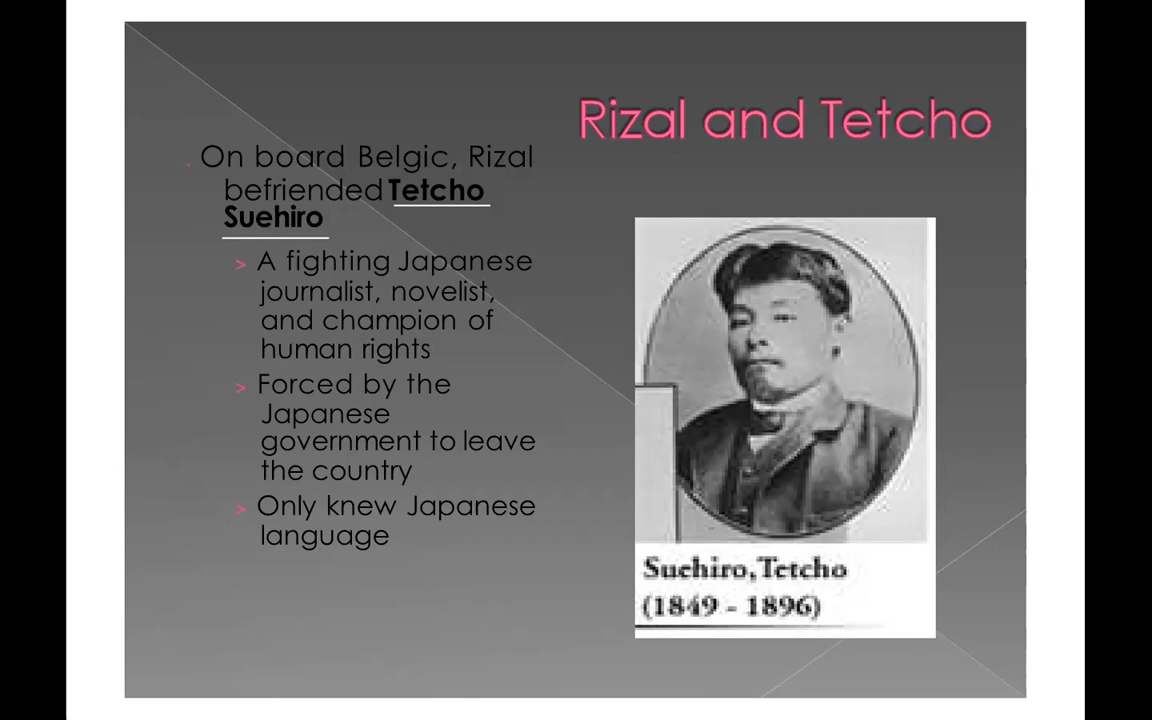 Rizal and Tetcho
. On board Belgic, Rizal
befriended Tetcho
Suehiro
> A fighting Japanese
journalist, novelist,
and champion of
human rights
> Forced by the
Japanese
government to leave
the country
> Only knew Japanese
language
Suehiro, Tetcho
(1849 - 1896)